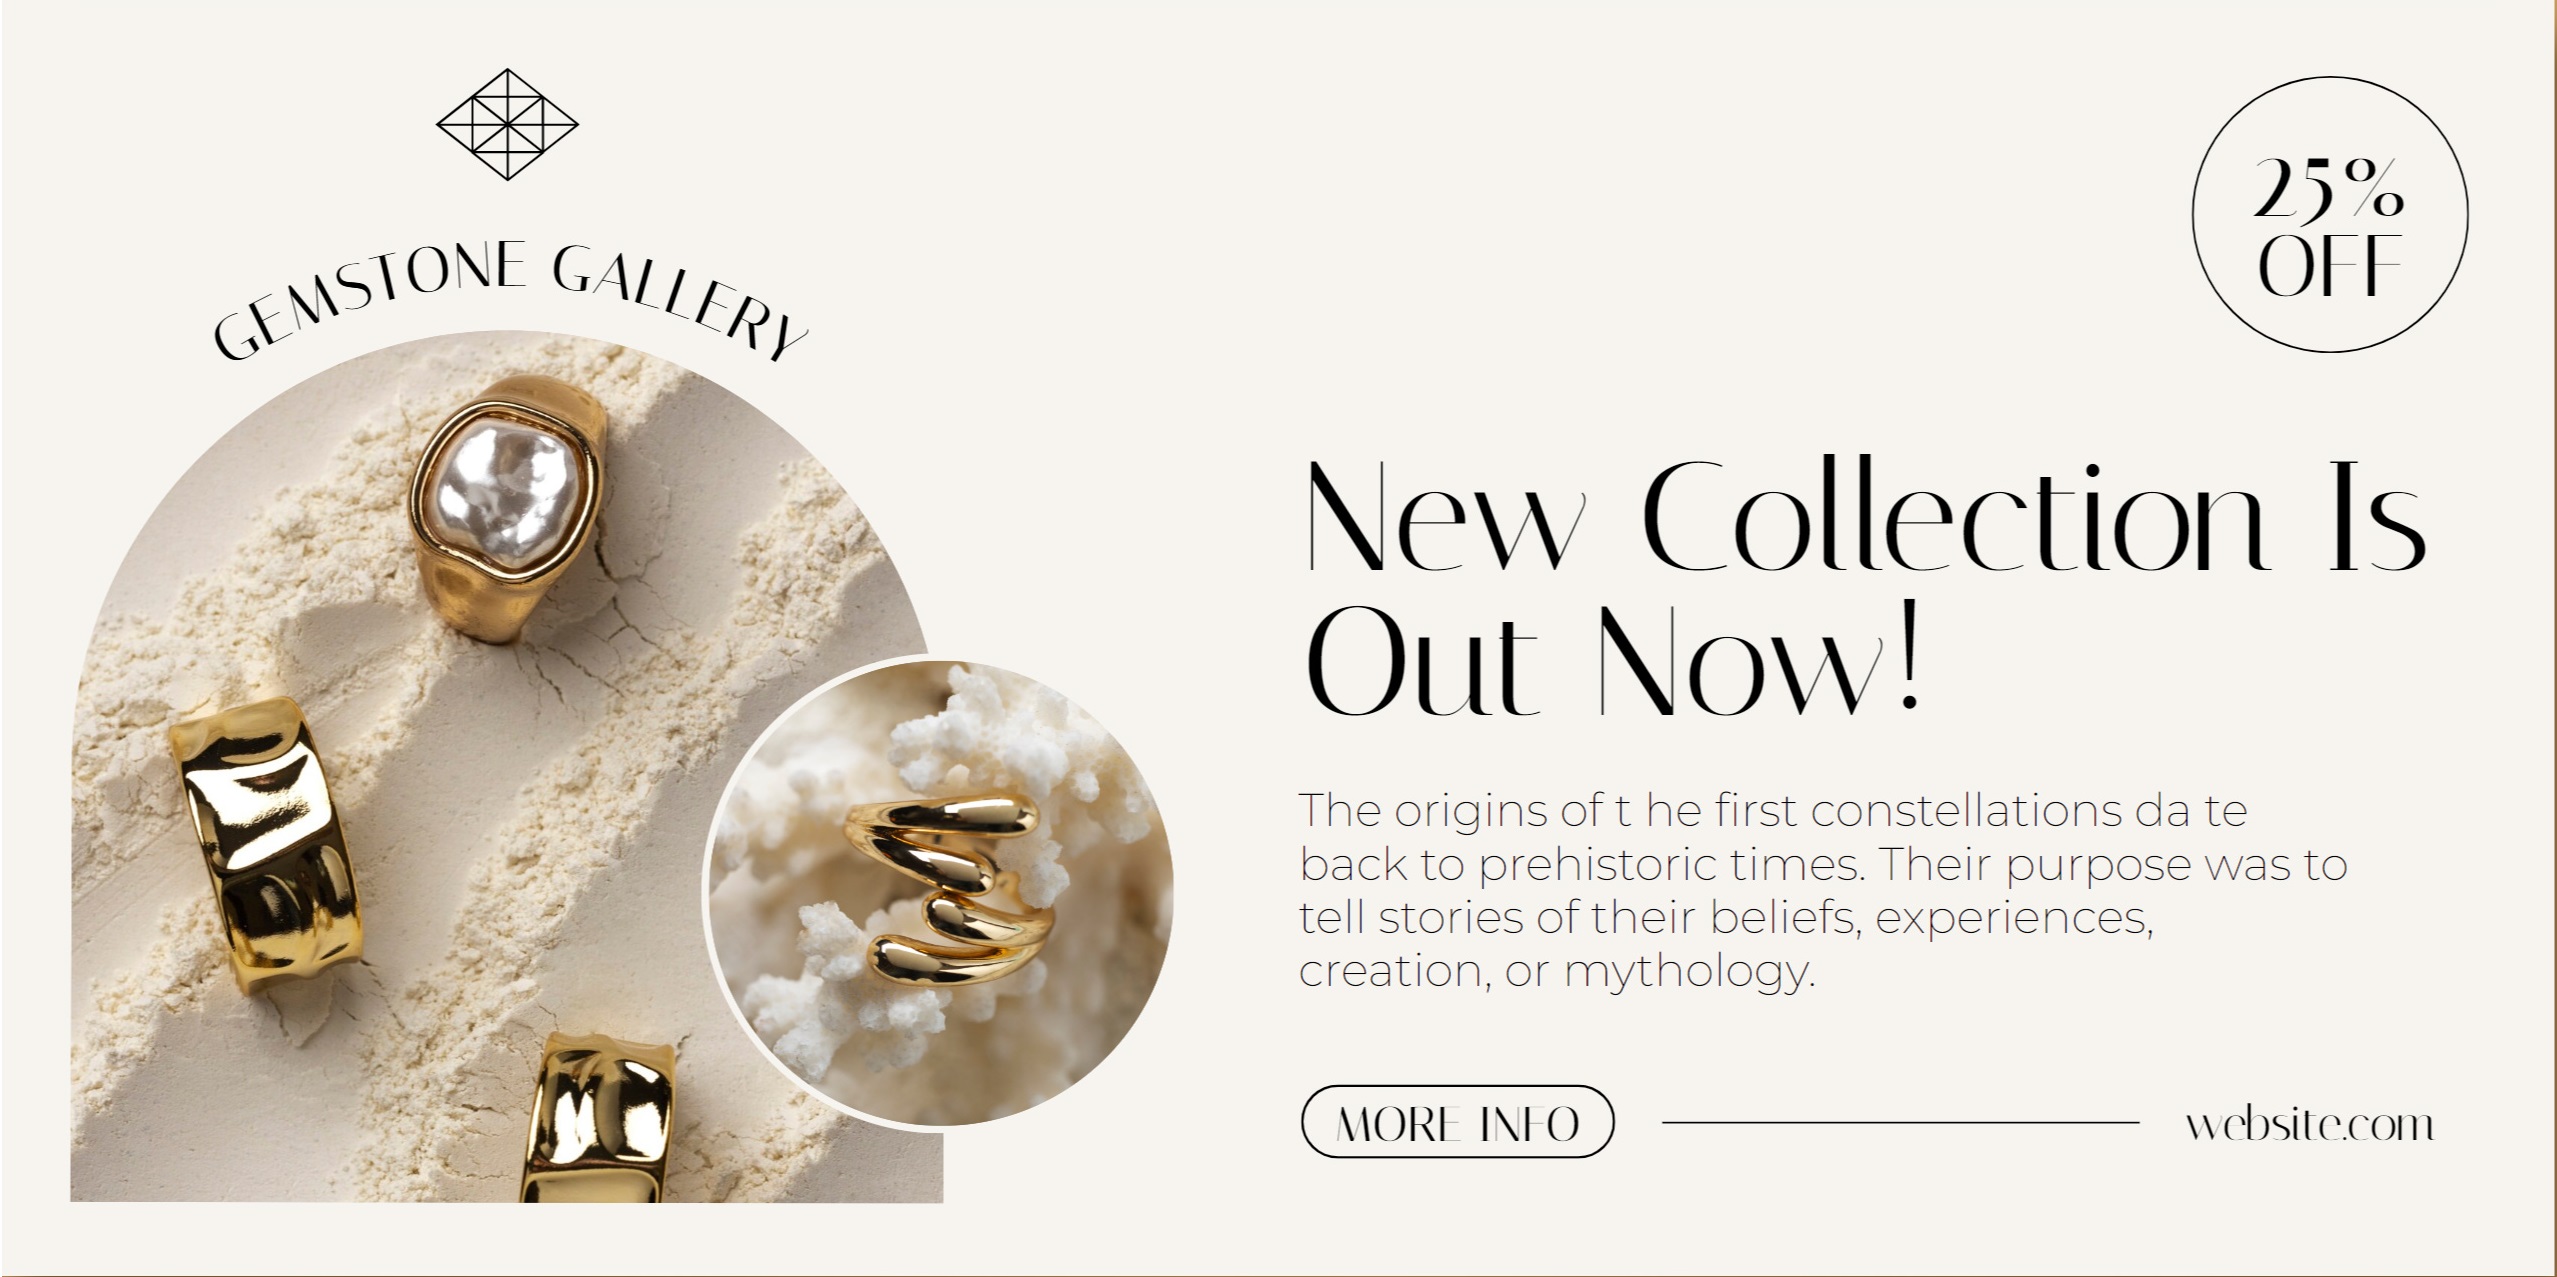 GEMSTONE GALLERY
25%
OFF
New Collection Is
Out Now!
The origins of t he first constellations da te
back to prehistoric times. Their purpose was to
tell stories of their beliefs, experiences,
creation, or mythology.
MORE INFO
website.com